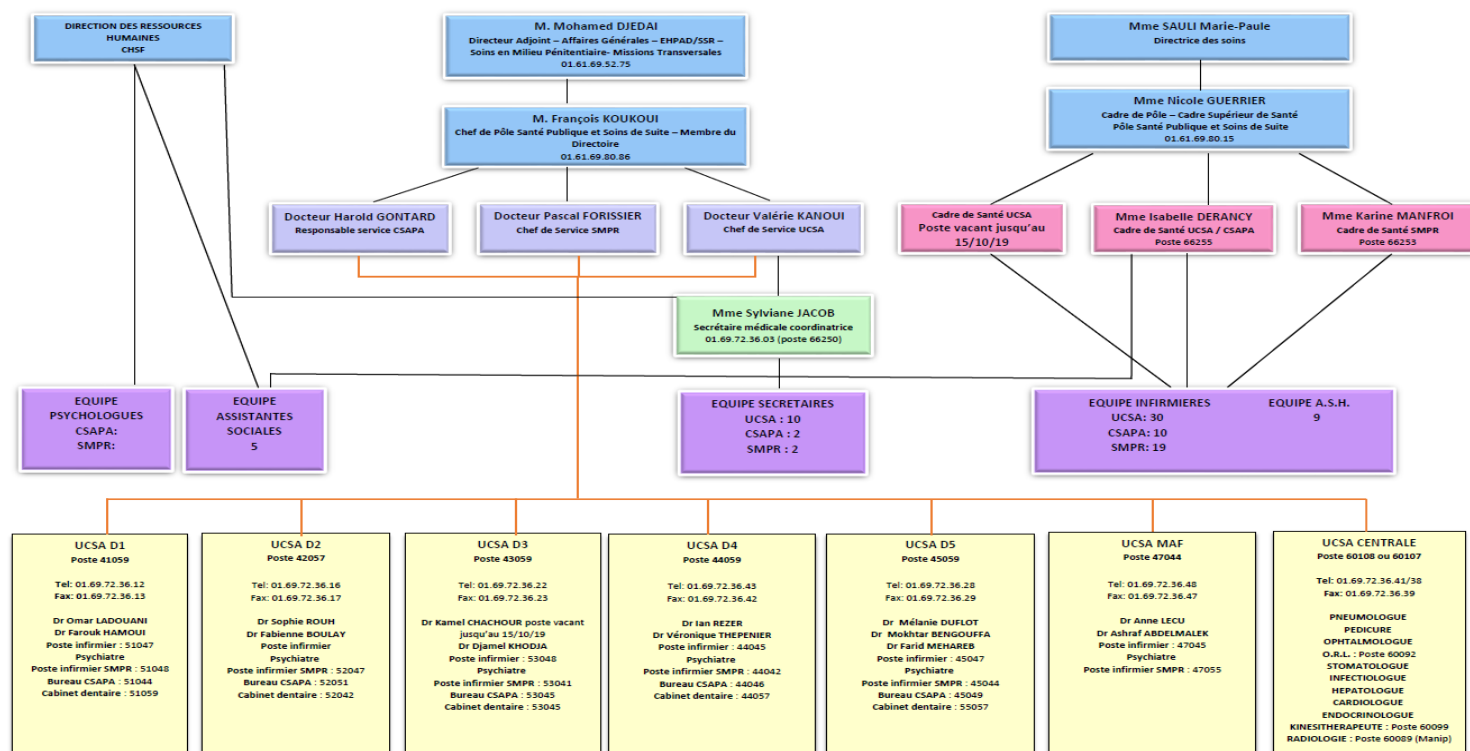 DIRECTION DES RESSOURCES
HUMAINES
CHSF
M. Mohamed DJEDAI
Directeur Adjoint – Affaires Générales – EHPAD/SSR –
Soins en Milieu Pénitentiaire- Missions Transversales
01.61.69.52.75
Mme SAULI Marie-Paule
Directrice des soins
M. François KOUKOUI
Chef de Pôle Santé Publique et Soins de Suite – Membre du
Directoire
01.61.69.80.86
Mme Nicole GUERRIER
Cadre de Pôle – Cadre Supérieur de Santé
Pôle Santé Publique et Soins de Suite
01.61.69.80.15
Docteur Harold GONTARD
Responsable service CSAPA
Docteur Pascal FORISSIER
Chef de Service SMPR
Docteur Valérie KANOUI
Chef de Service UCSA
Cadre de Santé UCSA
Poste vacant jusqu'au
15/10/19
Mme Isabelle DERANCY
Cadre de Santé UCSA / CSAPA
Poste 66255
Mme Karine MANFROI
Cadre de Santé SMPR
Poste 66253
Mme Sylviane JACOB
Secrétaire médicale coordinatrice
01.69.72.36.03 (poste 66250)
EQUIPE
PSYCHOLOGUES
CSAPA:
SMPR:
EQUIPE
ASSISTANTES
SOCIALES
5
EQUIPE SECRETAIRES
UCSA : 10
CSAPA : 2
SMPR : 2
EQUIPE INFIRMIERES
UCSA: 30
CSAPA: 10
SMPR: 19
EQUIPE A.S.H.
9
UCSA D1
Poste 41059
Tel: 01.69.72.36.12
Fax: 01.69.72.36.13
Dr Omar LADOUANI
Dr Farouk HAMOUI
Poste infirmier : 51047
Psychiatre
Poste infirmier SMPR : 51048
Bureau CSAPA : 51044
Cabinet dentaire : 51059
UCSA D2
Poste 42057
Tel: 01.69.72.36.16
Fax: 01.69.72.36.17
Dr Sophie ROUH
Dr Fabienne BOULAY
Poste infirmier
Psychiatre
Poste infirmier SMPR : 52047
Bureau CSAPA : 52051
Cabinet dentaire : 52042
UCSA D3
Poste 43059
Tel: 01.69.72.36.22
Fax: 01.69.72.36.23
Dr Kamel CHACHOUR poste vacant
jusqu'au 15/10/19
Dr Djamel KHODJA
Poste infirmier : 53048
Psychiatre
Poste infirmier SMPR : 53041
Bureau CSAPA : 53045
Cabinet dentaire : 53045
UCSA D4
Poste 44059
Tel: 01.69.72.36.43
Fax: 01.69.72.36.42
Dr Ian REZER
Dr Véronique THEPENIER
Poste infirmier : 44045
Psychiatre
Poste infirmier SMPR : 44042
Bureau CSAPA : 44046
Cabinet dentaire : 44057
UCSA D5
Poste 45059
Tel: 01.69.72.36.28
Fax: 01.69.72.36.29
Dr Mélanie DUFLOT
Dr Mokhtar BENGOUFFA
Dr Farid MEHAREB
Poste infirmier : 45047
Psychiatre
Poste infirmier SMPR : 45044
Bureau CSAPA : 45049
Cabinet dentaire : 55057
UCSA MAF
Poste 47044
Tel: 01.69.72.36.48
Fax: 01.69.72.36.47
Dr Anne LECU
Dr Ashraf ABDELMALEK
Poste infirmier : 47045
Psychiatre
Poste infirmier SMPR : 47055
UCSA CENTRALE
Poste 60108 ou 60107
Tel: 01.69.72.36.41/38
Fax: 01.69.72.36.39
PNEUMOLOGUE
PEDICURE
OPHTALMOLOGUE
O.R.L. : Poste 60092
STOMATOLOGUE
INFECTIOLOGUE
HEPATOLOGUE
CARDIOLOGUE
ENDOCRINOLOGUE
KINESITHERAPEUTE : Poste 60099
RADIOLOGIE : Poste 60089 (Manip)